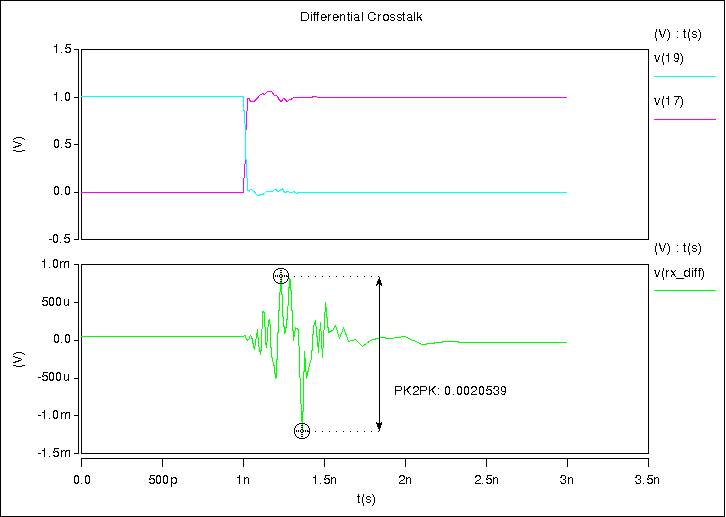 Differential Crosstalk
(V) : t(s)
v(19)
v(17)
1.5
1.0
0.5
0.0
-0.5
(V)
(V) : t(s)
v(rx_diff)
1.0m
500u
0.0
-500u
-1.0m
-1.5m
(V)
PK2PK: 0.0020539
0.0 500p 1n 1.5n 2n 2.5n 3n 3.5n
t(s)